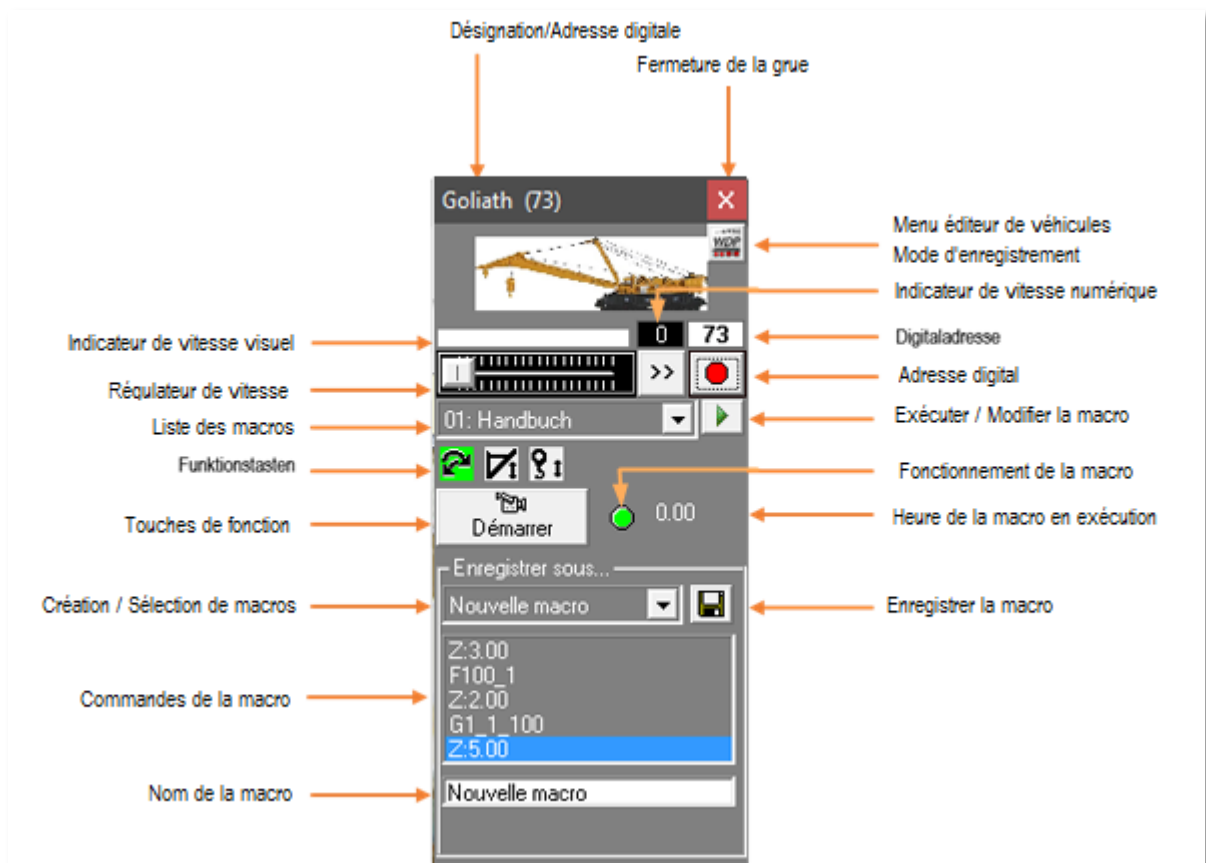 Désignation/Adresse digitale
Fermeture de la grue
Goliath (73)
Menu éditeur de véhicules
Mode d'enregistrement
WDP
Indicateur de vitesse numérique
Indicateur de vitesse visuel
0
73
Digitaladresse
Régulateur de vitesse
>>
Adresse digital
Liste des macros
01: Handbuch
Exécuter / Modifier la macro
Funktionstasten
Fonctionnement de la macro
Touches de fonction
Démarrer
0.00
Heure de la macro en exécution
Enregistrer sous...
Création / Sélection de macros
Nouvelle macro
Enregistrer la macro
Z:3.00
F100_1
Commandes de la macro
Z:2.00
G1_1_100
Z:5.00
Nom de la macro
Nouvelle macro